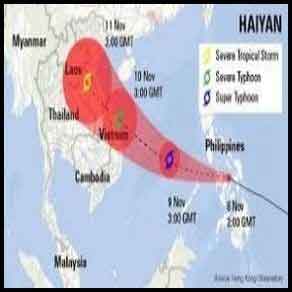 HAIYAN
Severe Tropical Storm
Severe Typhoon
Super Typhoon
11 Nov
3:00 GMT
Myanmar
10 Nov
3:00 GMT
Laos
Thailand
Vietnam
Philippines
Cambodia
9 Nov
3:00 GMT
8 Nov
3:00 GMT
Malaysia
Source: Hong Kong Observatory